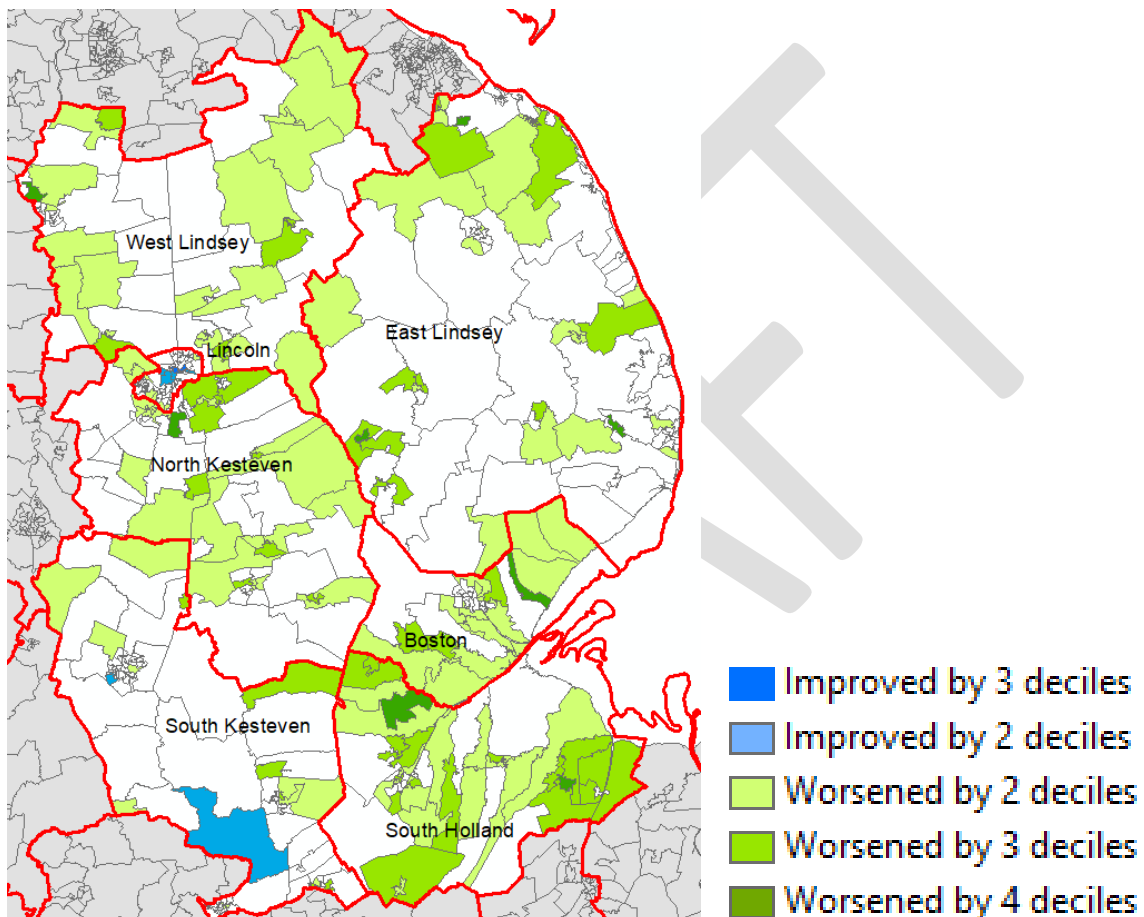 West Lindsey
Lincoln
East Lindsey
North Kesteven
Boston
South Kesteven
South Holland
Improved by 3 deciles
Improved by 2 deciles
Worsened by 2 deciles
Worsened by 3 deciles
Worsened by 4 deciles